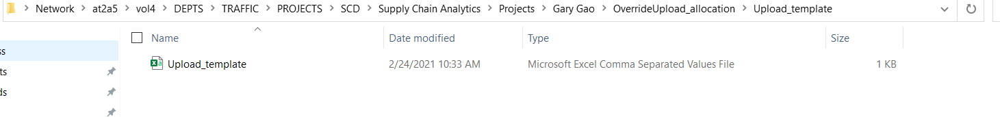 Network > at2a5 > vol4 > DEPTS > TRAFFIC > PROJECTS > SCD > Supply Chain Analytics > Projects > Gary Gao > OverrideUpload_allocation > Upload_template
Name Date modified Type Size
Upload_template 2/24/2021 10:33 AM Microsoft Excel Comma Separated Values File 1 KB
ss
ts
ds